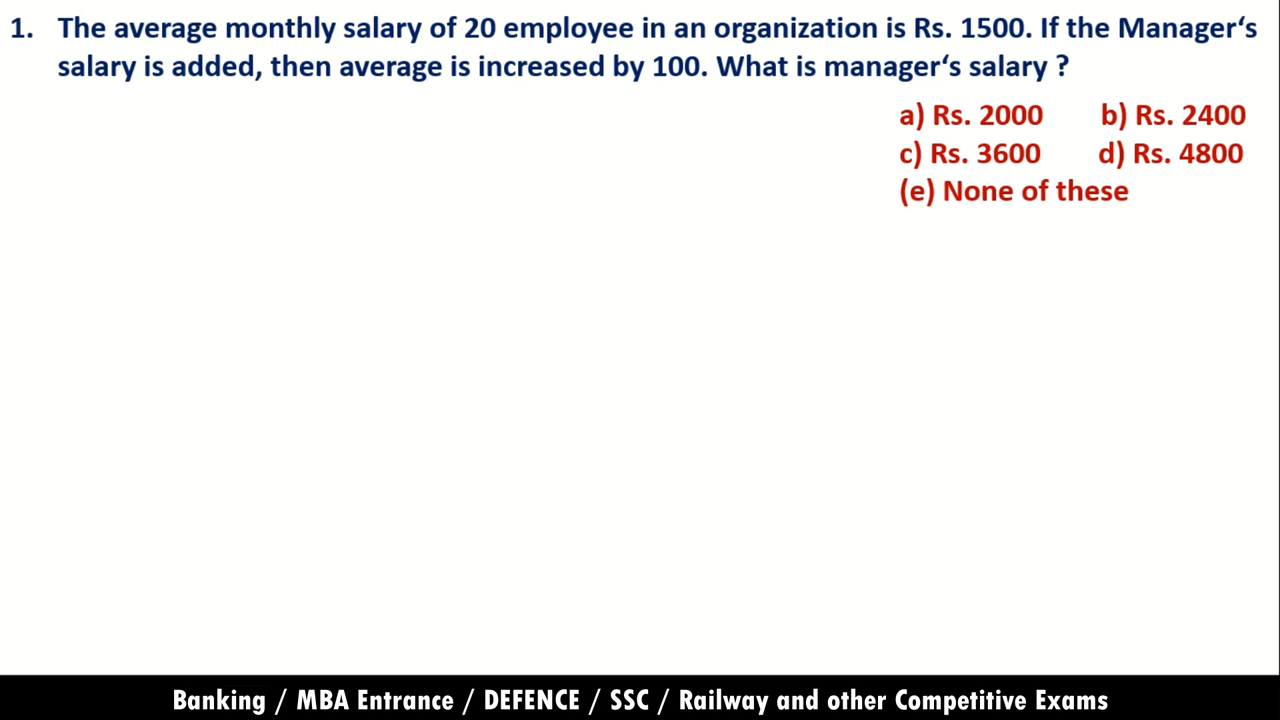 1. The average monthly salary of 20 employee in an organization is Rs. 1500. If the Manager‘s
salary is added, then average is increased by 100. What is manager‘s salary ?
a) Rs. 2000 b) Rs. 2400
c) Rs. 3600 d) Rs. 4800
(e) None of these
Banking / MBA Entrance / DEFENCE / SSC / Railway and other Competitive Exams